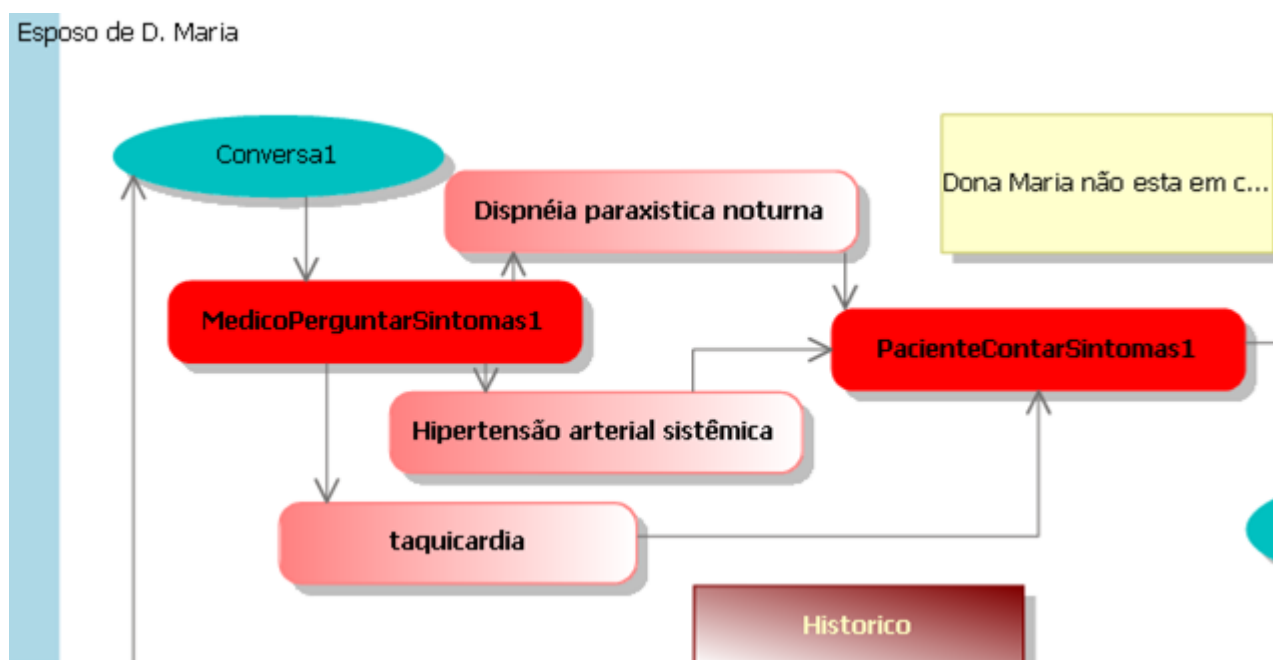 Esposo de D. Maria
Conversa1
Dispnéia paraxistica noturna
Dona Maria não esta em c...
MedicoPerguntarSintomas1
PacienteContarSintomas1
Hipertensão arterial sistêmica
taquicardia
Historico